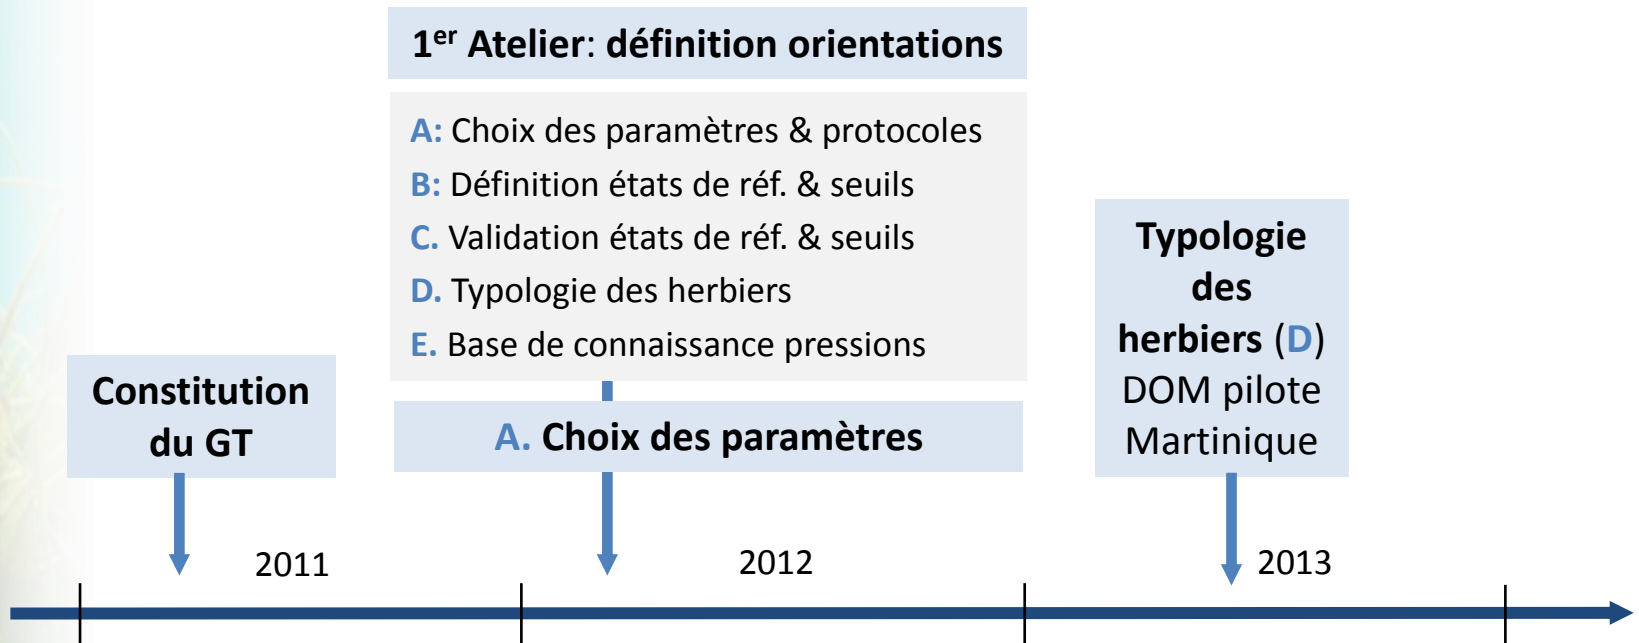 1er Atelier: définition orientations
A: Choix des paramètres & protocoles
B: Définition états de réf. & seuils
C. Validation états de réf. & seuils
D. Typologie des herbiers
E. Base de connaissance pressions
Constitution
du GT
A. Choix des paramètres
Typologie
des
herbiers (D)
DOM pilote
Martinique
2011
2012
2013